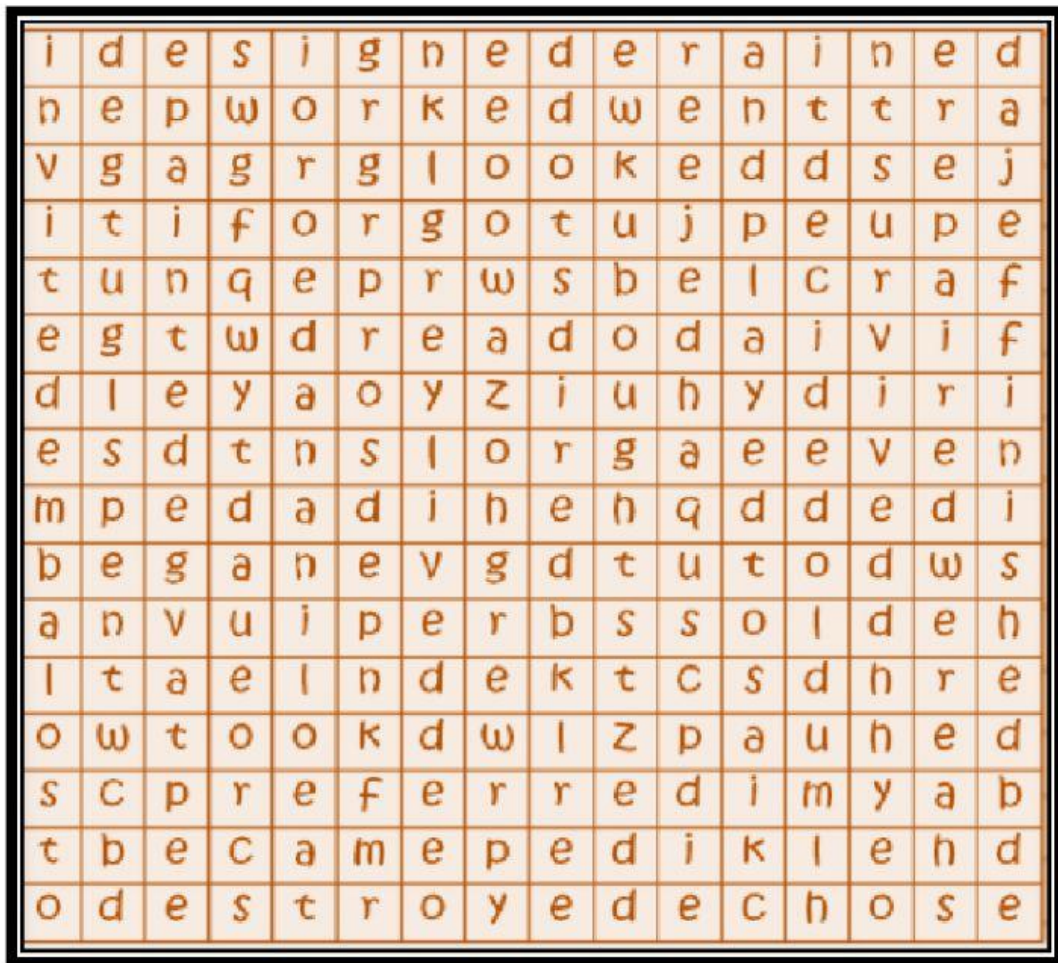 i d e s i g n e d e r a i n e d
n e p w o r k e d w e n t t r a
v g a g r g l o o k e d d s e j
i t i f o r g o t u j p e u p e
t u n q e p r w s b e l c r a f
e g t w d r e a d o d a i v i f
d l e y a o y z i u h y d i r i
e s d t n s l o r g a e e v e n
m p e d a d i h e h q d d e d i
b e g a n e v g d t u t o d w s
a n v u i p e r b s s o l d e h
l t a e l n d e k t c s d h r e
o w t o o k d w l z p a u h e d
s c p r e f e r r e d i m y a b
t b e c a m e p e d i k l e h d
o d e s t r o y e d e c h o s e